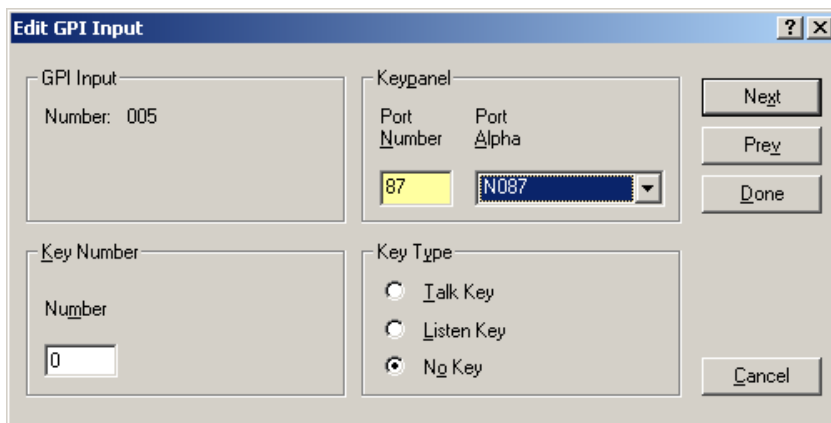 Edit GPI Input
GPI Input
Number: 005
Keypanel
Port Number
Port Alpha
87
N087
Next
Prev
Done
Key Number
Number
0
Key Type
Talk Key
Listen Key
No Key
Cancel